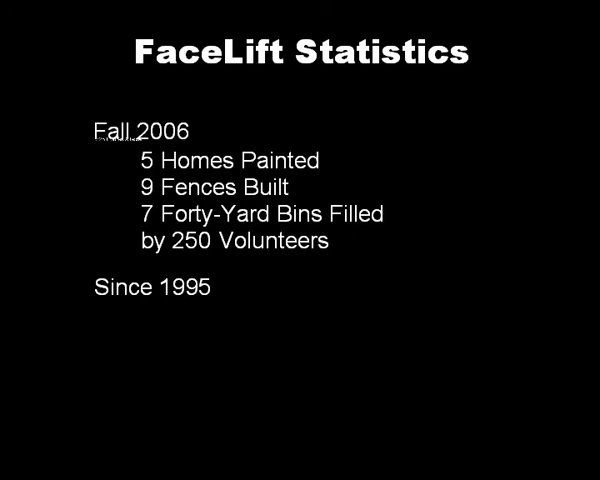 FaceLift Statistics
Fall 2006
5 Homes Painted
9 Fences Built
7 Forty-Yard Bins Filled
by 250 Volunteers
Since 1995